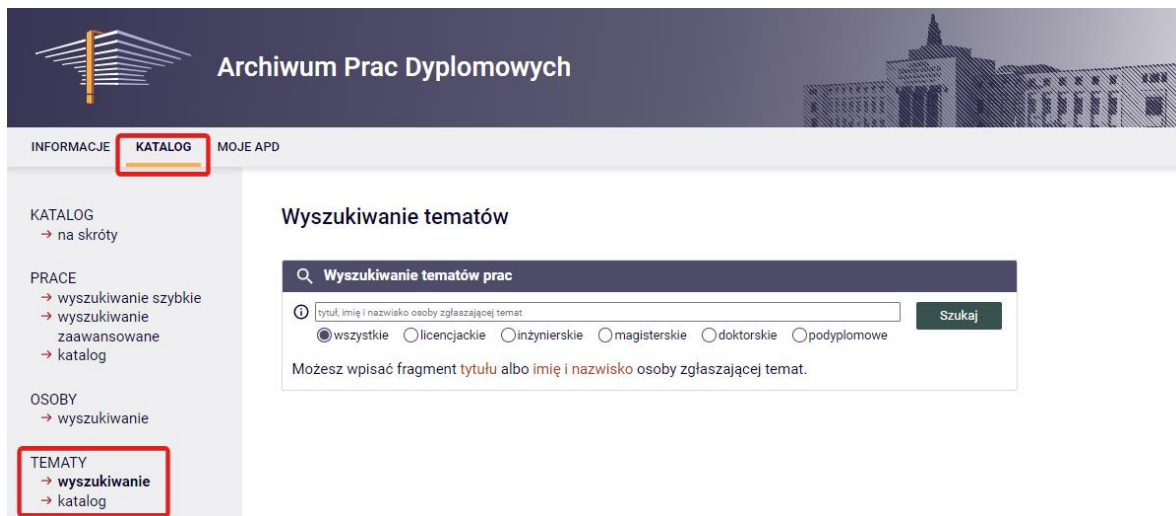 Archiwum Prac Dyplomowych
INFORMACJE KATALOG MOJE APD
KATALOG
→ na skróty
PRACE
→ wyszukiwanie szybkie
→ wyszukiwanie
zaawansowane
→ katalog
OSOBY
→ wyszukiwanie
TEMATY
→ wyszukiwanie
→ katalog
Wyszukiwanie tematów
Wyszukiwanie tematów prac
tytuł, imię i nazwisko osoby zgłaszającej temat
Szukaj
wszystkie licencjackie inżynierskie magisterskie doktorskie podyplomowe
Możesz wpisać fragment tytułu albo imię i nazwisko osoby zgłaszającej temat.